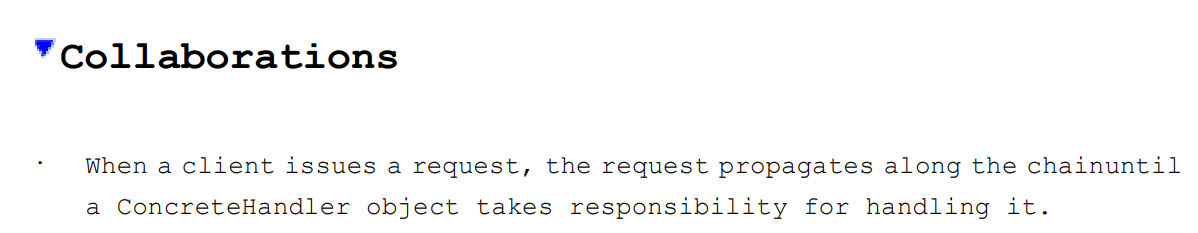 Collaborations
· When a client issues a request, the request propagates along the chainuntil
a ConcreteHandler object takes responsibility for handling it.